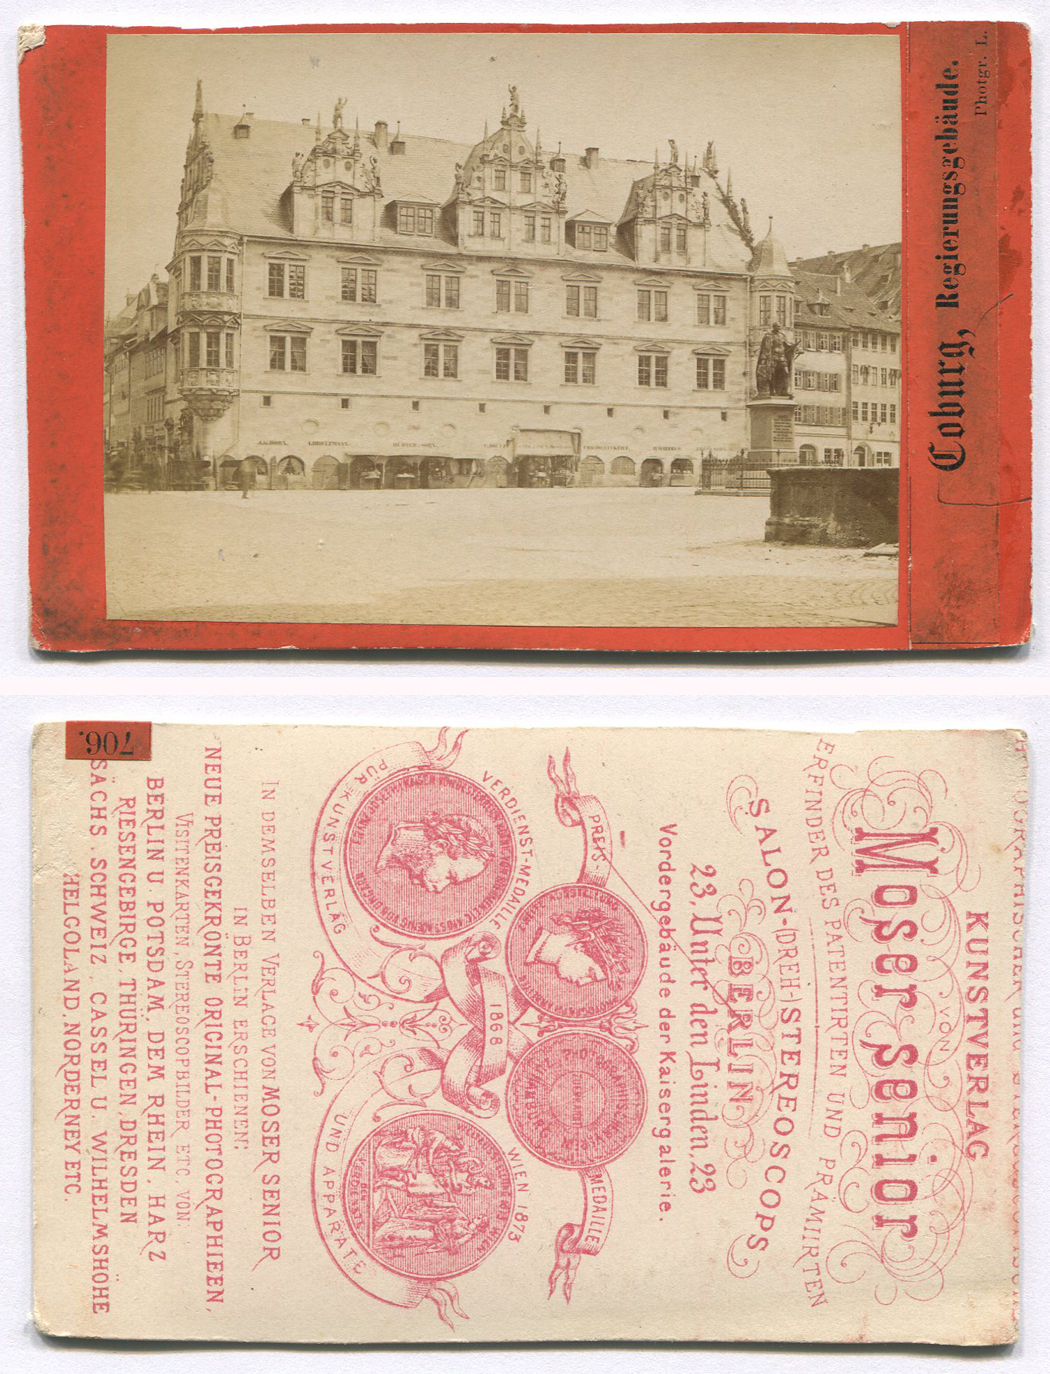 Coburg, Regierungsgebäude.
Photgr. L.
706.
KUNSTVERLAG
VON
Moser senior
ERFINDER DES PATENTIRTEN UND PRÄMIIRTEN
SALON-(DREH-)STEREOSCOPS
BERLIN
23, Unter den Linden, 23
Vordergebäude der Kaisergalerie.
PREIS-
MEDAILLE
VERDIENST-MEDAILLE
WIEN 1873
1868
FÜR KUNSTVERLAG
UND APPARATE
IN DEMSELBEN VERLAGE VON MOSER SENIOR
IN BERLIN ERSCHIENEN:
NEUE PREISGEKRÖNTE ORIGINAL-PHOTOGRAPHIEEN,
VISITENKARTEN, STEREOSCOPBILDER ETC. VON:
BERLIN U. POTSDAM, DEM RHEIN, HARZ
RIESENGEBIRGE, THÜRINGEN, DRESDEN
SÄCHS. SCHWEIZ, CASSEL U. WILHELMSHÖHE
HELGOLAND, NORDERNEY ETC.